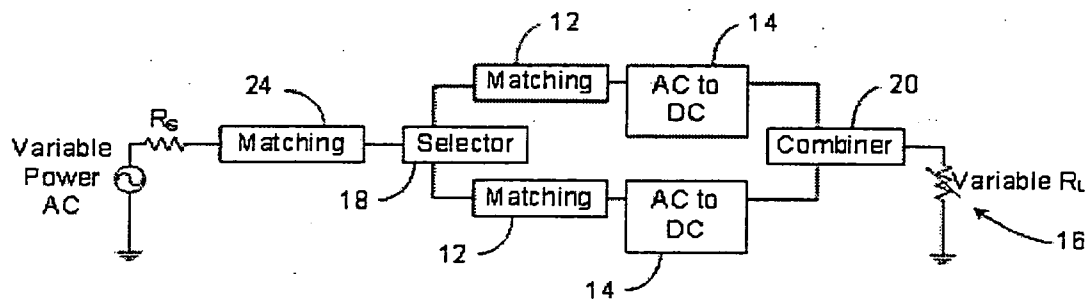 12
14
24
20
Matching
AC to
DC
Rs
Variable
Power
AC
Matching
Selector
Combiner
18
Variable RL
Matching
AC to
DC
16
12
14